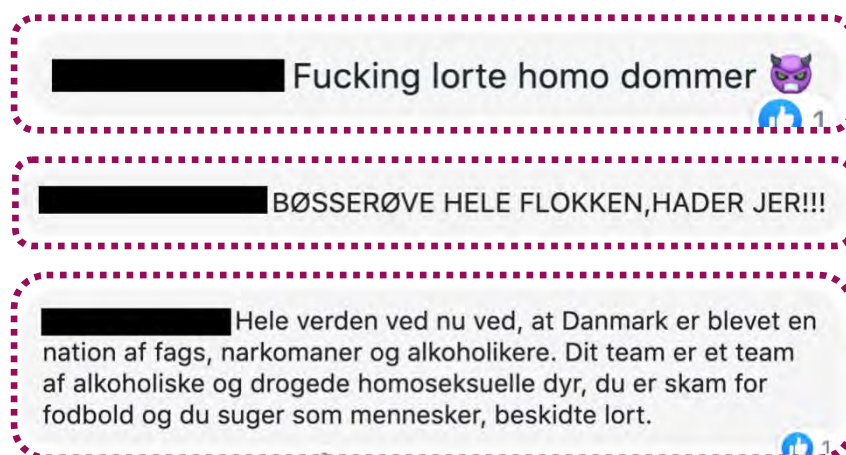 Fucking lorte homo dommer 👿
1
BØSSERØVE HELE FLOKKEN,HADER JER!!!
Hele verden ved nu ved, at Danmark er blevet en
nation af fags, narkomaner og alkoholikere. Dit team er et team
af alkoholiske og drogede homoseksuelle dyr, du er skam for
fodbold og du suger som mennesker, beskidte lort.
1